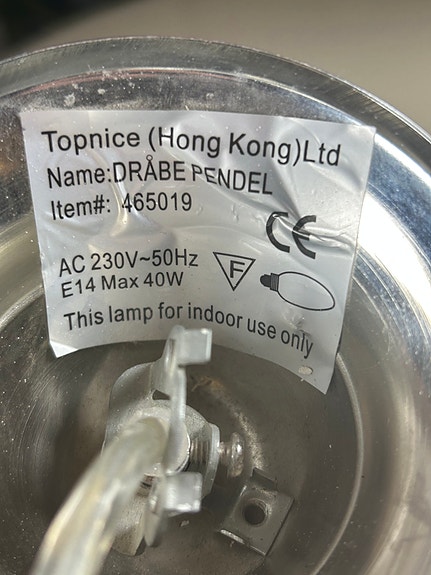 Topnice (Hong Kong)Ltd
Name:DRÅBE PENDEL
Item#: 465019
CE
AC 230V~50Hz
F
E14 Max 40W
This lamp for indoor use only